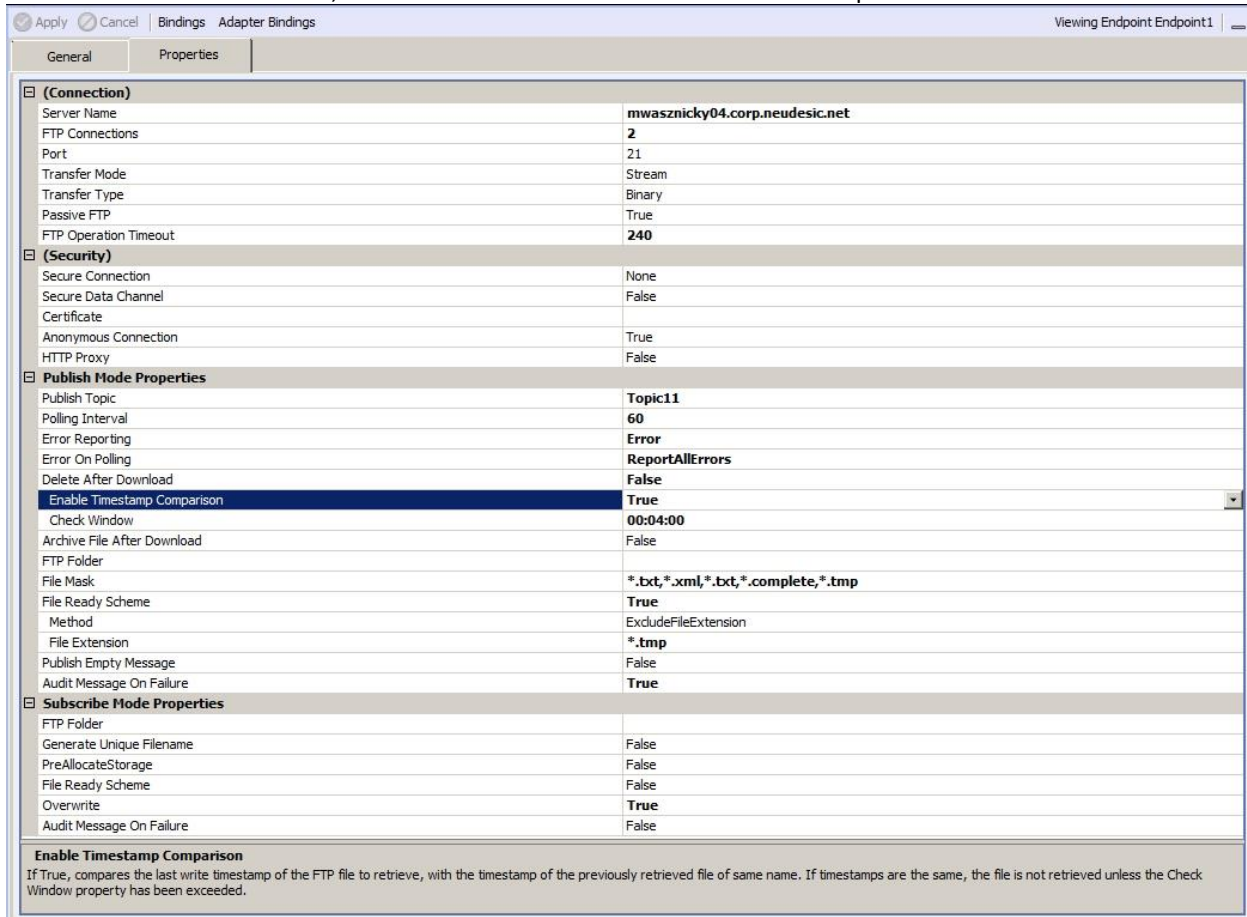 Apply Cancel Bindings Adapter Bindings Viewing Endpoint Endpoint1
General Properties
(Connection)
Server Name mwasznicky04.corp.neudesic.net
FTP Connections 2
Port 21
Transfer Mode Stream
Transfer Type Binary
Passive FTP True
FTP Operation Timeout 240
(Security)
Secure Connection None
Secure Data Channel False
Certificate
Anonymous Connection True
HTTP Proxy False
Publish Mode Properties
Publish Topic Topic11
Polling Interval 60
Error Reporting Error
Error On Polling ReportAllErrors
Delete After Download False
Enable Timestamp Comparison True
Check Window 00:04:00
Archive File After Download False
FTP Folder
File Mask *.txt,*.xml,*.txt,*.complete,*.tmp
File Ready Scheme True
Method ExcludeFileExtension
File Extension *.tmp
Publish Empty Message False
Audit Message On Failure True
Subscribe Mode Properties
FTP Folder
Generate Unique Filename False
PreAllocateStorage False
File Ready Scheme False
Overwrite True
Audit Message On Failure False
Enable Timestamp Comparison
If True, compares the last write timestamp of the FTP file to retrieve, with the timestamp of the previously retrieved file of same name. If timestamps are the same, the file is not retrieved unless the Check
Window property has been exceeded.